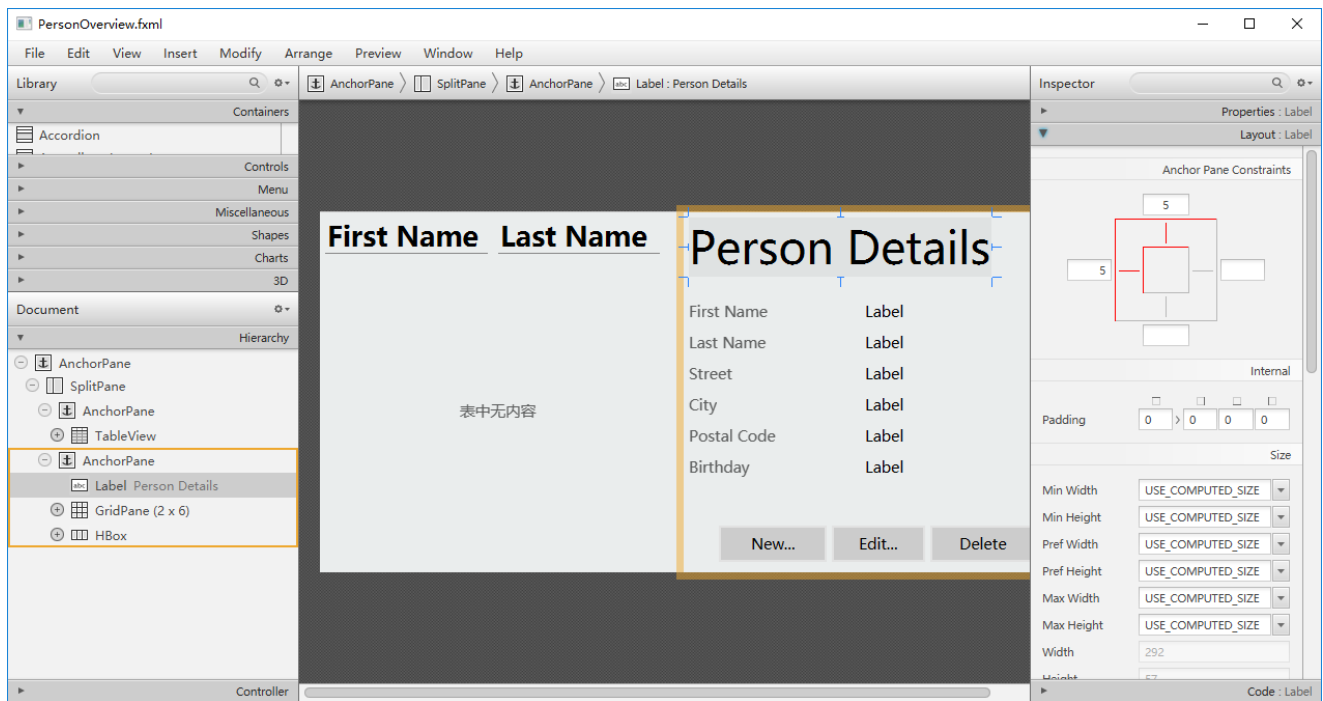 PersonOverview.fxml
File Edit View Insert Modify Arrange Preview Window Help
Library
Containers
Accordion
Controls
Menu
Miscellaneous
Shapes
Charts
3D
Document
Hierarchy
AnchorPane
SplitPane
AnchorPane
TableView
AnchorPane
Label Person Details
GridPane (2 x 6)
HBox
Controller
AnchorPane SplitPane AnchorPane abc Label : Person Details
First Name Last Name
表中无内容
Person Details
First Name Label
Last Name Label
Street Label
City Label
Postal Code Label
Birthday Label
New... Edit... Delete
Inspector
Properties : Label
Layout : Label
Anchor Pane Constraints
5
5
Internal
Padding 0 > 0 0 0
Size
Min Width USE_COMPUTED_SIZE
Min Height USE_COMPUTED_SIZE
Pref Width USE_COMPUTED_SIZE
Pref Height USE_COMPUTED_SIZE
Max Width USE_COMPUTED_SIZE
Max Height USE_COMPUTED_SIZE
Width 292
Height 57
Code : Label